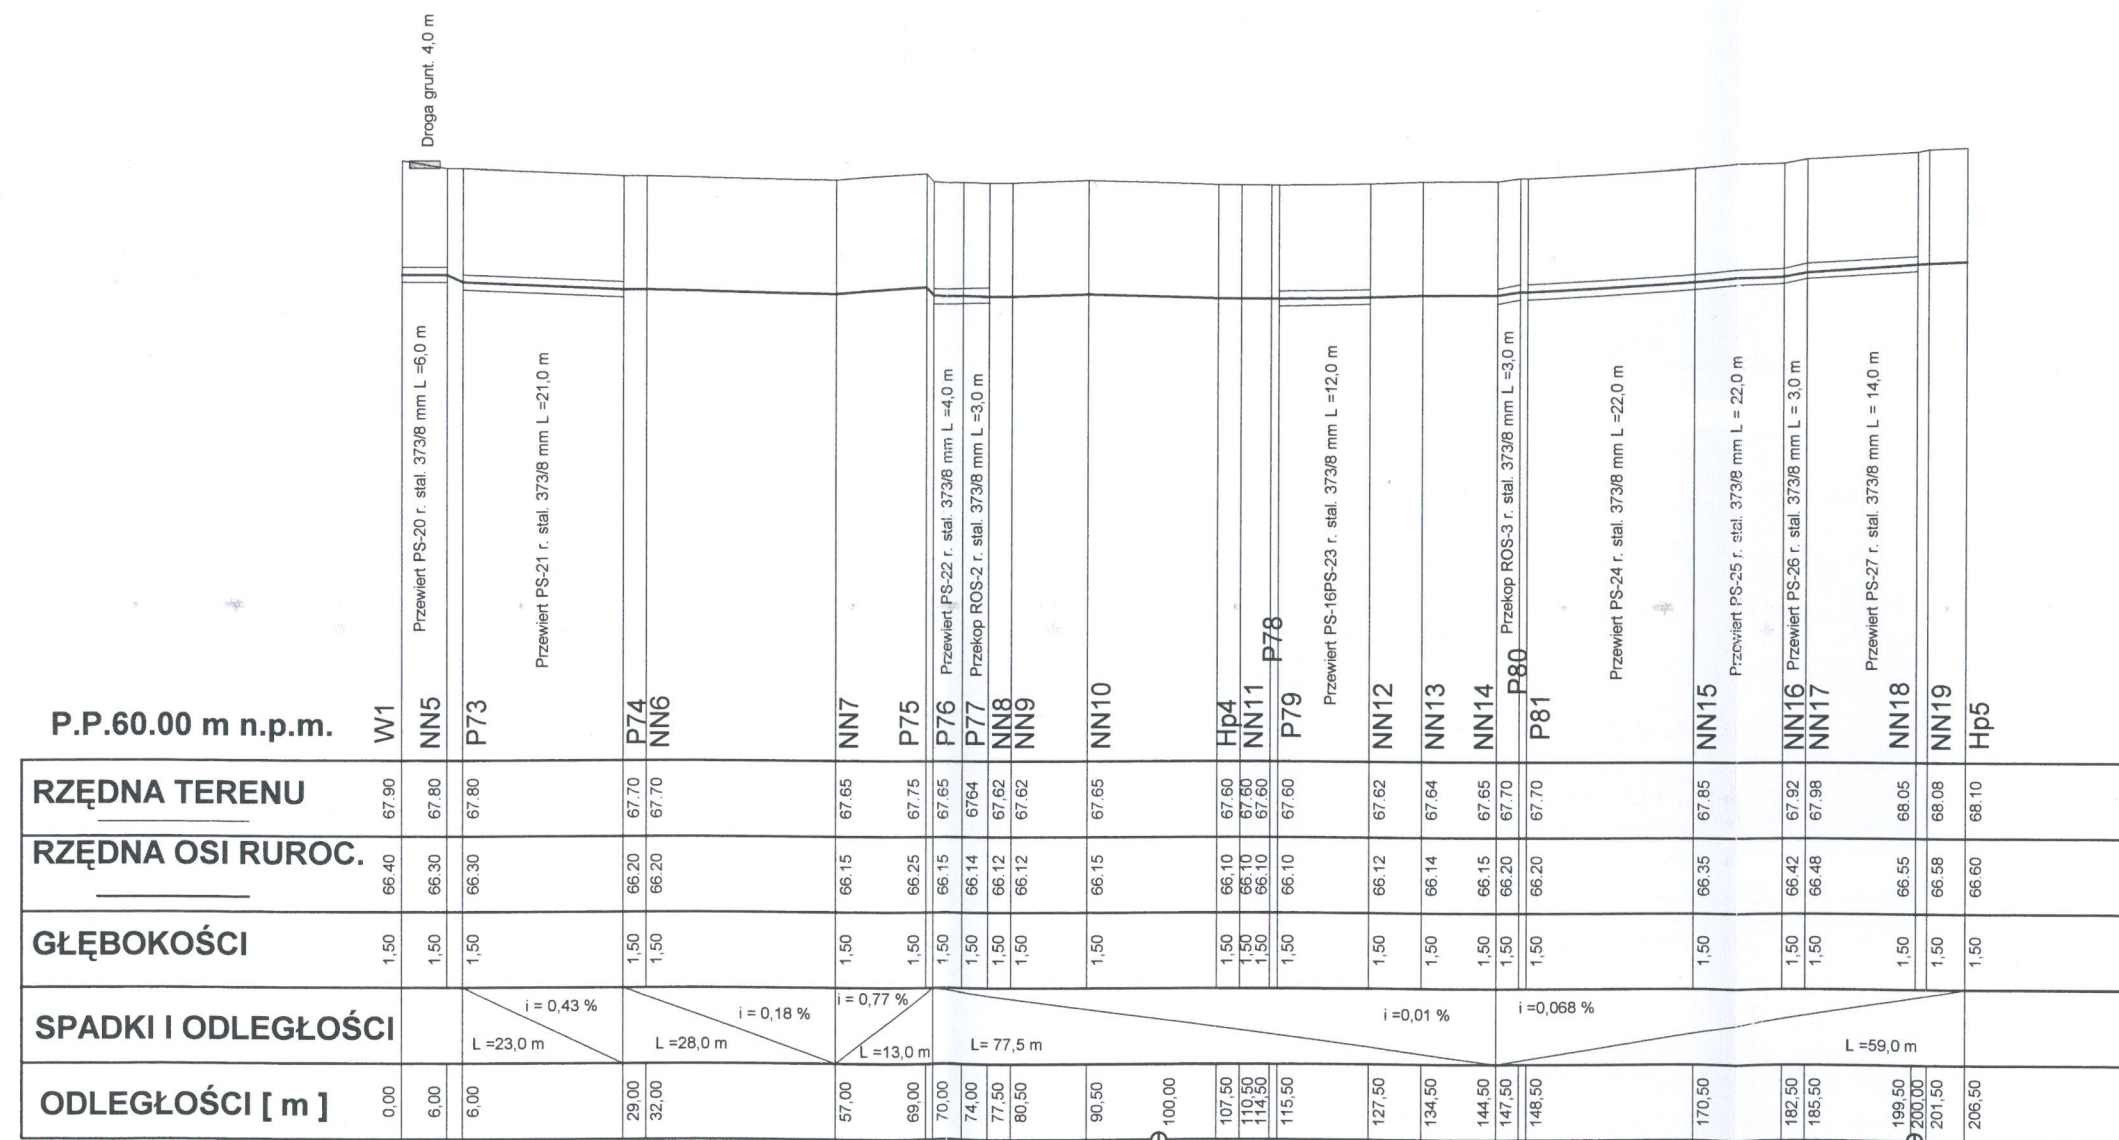 Droga grunt. 4,0 m
Przewiert PS-20 r. stal. 373/8 mm L =6,0 m
Przewiert PS-21 r. stal. 373/8 mm L =21,0 m
Przewiert PS-22 r. stal. 373/8 mm L =4,0 m
Przekop ROS-2 r. stal. 373/8 mm L =3,0 m
Przewiert PS-16PS-23 r. stal. 373/8 mm L =12,0 m
Przekop ROS-3 r. stal. 373/8 mm L =3,0 m
Przewiert PS-24 r. stal. 373/8 mm L =22,0 m
Przewiert PS-25 r. stal. 373/8 mm L = 22,0 m
Przewiert PS-26 r. stal. 373/8 mm L = 3,0 m
Przewiert PS-27 r. stal. 373/8 mm L = 14,0 m
P.P.60.00 m n.p.m. W1 NN5 P73 P74 NN6 NN7 P75 P76 P77 NN8 NN9 NN10 Hp4 NN11 P78 P79 NN12 NN13 NN14 P80 P81 NN15 NN16 NN17 NN18 NN19 Hp5
RZĘDNA TERENU 67.90 67.80 67.80 67.70 67.70 67.65 67.75 67.65 6764 67,62 67.62 67.65 67.60 67.60 67.60 67.60 67.62 67.64 67.65 67.70 67.70 67.85 67.92 67.98 68.05 68.08 68.10
RZĘDNA OSI RUROC. 66.40 66.30 66.30 66.20 66.20 66.15 66.25 66.15 66.14 66.12 66.12 66.15 66,10 66.10 66.10 66.10 66.12 66.14 66.15 66.20 66.20 66.35 66.42 66.48 66.55 66.58 66.60
GŁĘBOKOŚCI 1,50 1,50 1,50 1,50 1,50 1,50 1,50 1,50 1,50 1,50 1,50 1,50 1,50 1,50 1,50 1,50 1,50 1,50 1,50 1,50 1,50 1,50 1,50 1,50 1,50 1,50 1,50
i = 0,43 % i = 0,18 % i = 0,77 % i =0,01 % i =0,068 %
SPADKI I ODLEGŁOŚCI
L =23,0 m L =28,0 m L =13,0 m L= 77,5 m L =59,0 m
ODLEGŁOŚCI [ m ] 0,00 6,00 6,00 29,00 32,00 57,00 69,00 70,00 74,00 77,50 80,50 90,50 100,00 107,50 110,50 114,50 115,50 127,50 134,50 144,50 147,50 148,50 170,50 182,50 185,50 199,50 200,00 201,50 206,50